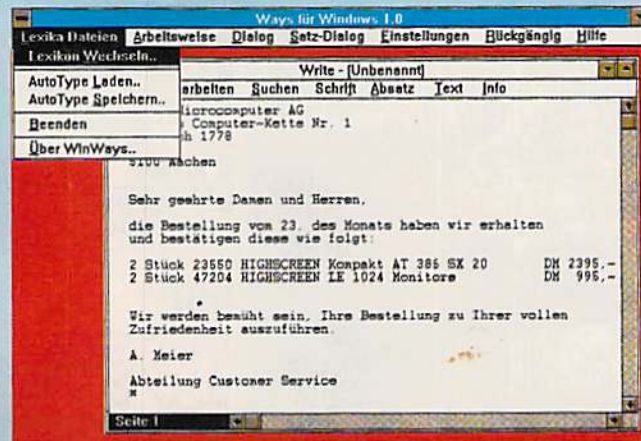 Ways für Windows 1.0
Lexika Dateien Arbeitsweise Dialog Satz-Dialog Einstellungen Rückgängig Hilfe
Lexikon Wechseln..
AutoType Laden..
AutoType Speichern..
Beenden
Über WinWays..
Write - [Unbenannt]
arbeiten Suchen Schrift Absatz Text Info
icrocomputer AG
Computer-Kette Nr. 1
h 1778
5100 Aachen
Sehr geehrte Damen und Herren,
die Bestellung vom 23. des Monats haben wir erhalten
und bestätigen diese wie folgt:
2 Stück 23550 HIGHSCREEN Kompakt AT 386 SX 20 DM 2395,-
2 Stück 47204 HIGHSCREEN LE 1024 Monitore DM 995,-
Wir werden bemüht sein, Ihre Bestellung zu Ihrer vollen
Zufriedenheit auszuführen.
A. Meier
Abteilung Customer Service
Seite 1